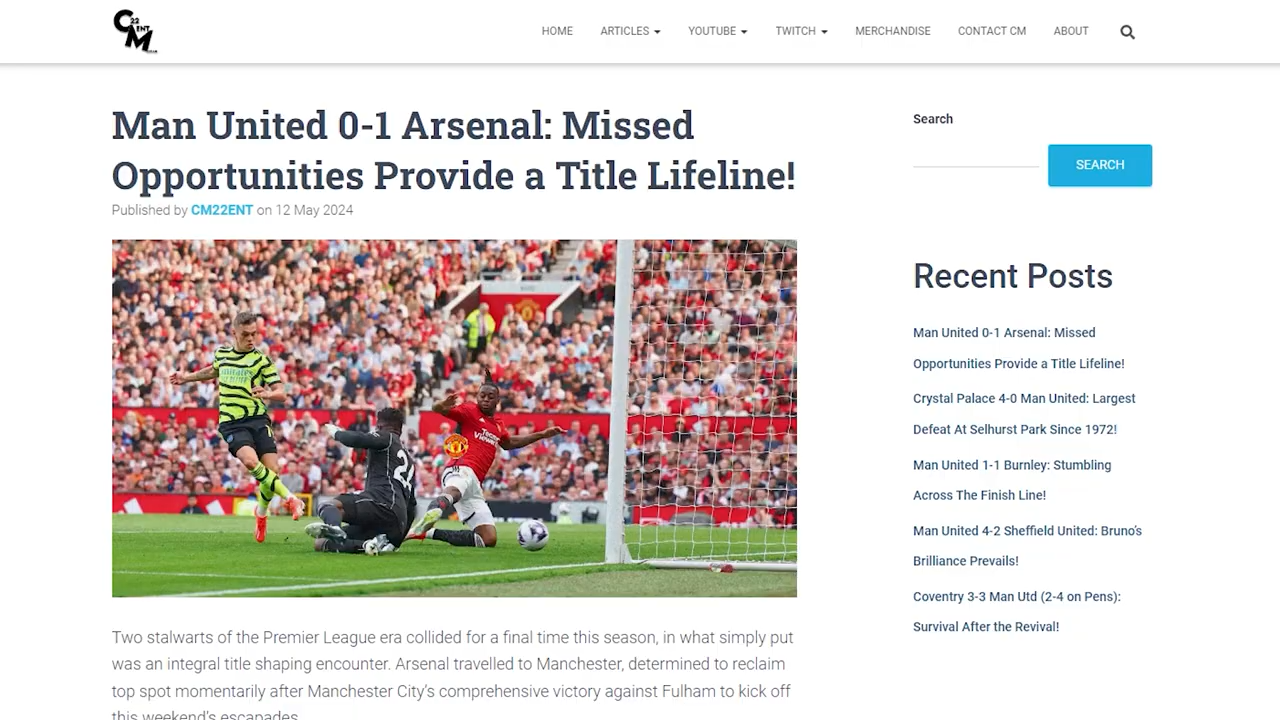 C22
ENT
M
HOME
ARTICLES
YOUTUBE
TWITCH
MERCHANDISE
CONTACT CM
ABOUT
Man United 0-1 Arsenal: Missed
Opportunities Provide a Title Lifeline!
Published by CM22ENT on 12 May 2024
24
Two stalwarts of the Premier League era collided for a final time this season, in what simply put
was an integral title shaping encounter. Arsenal travelled to Manchester, determined to reclaim
top spot momentarily after Manchester City's comprehensive victory against Fulham to kick off
this weekend's escapades.
Search
SEARCH
Recent Posts
Man United 0-1 Arsenal: Missed
Opportunities Provide a Title Lifeline!
Crystal Palace 4-0 Man United: Largest
Defeat At Selhurst Park Since 1972!
Man United 1-1 Burnley: Stumbling
Across The Finish Line!
Man United 4-2 Sheffield United: Bruno's
Brilliance Prevails!
Coventry 3-3 Man Utd (2-4 on Pens):
Survival After the Revival!